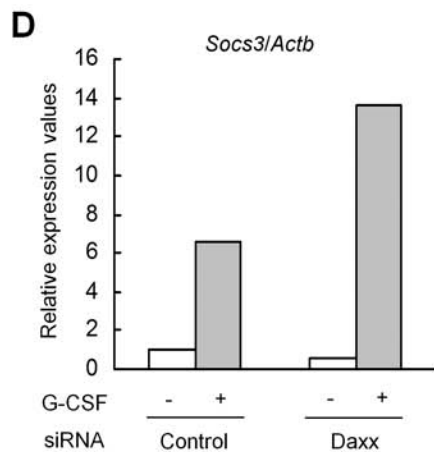 D
Socs3/Actb
Relative expression values
16
14
12
10
8
6
4
2
0
G-CSF - + - +
siRNA Control Daxx